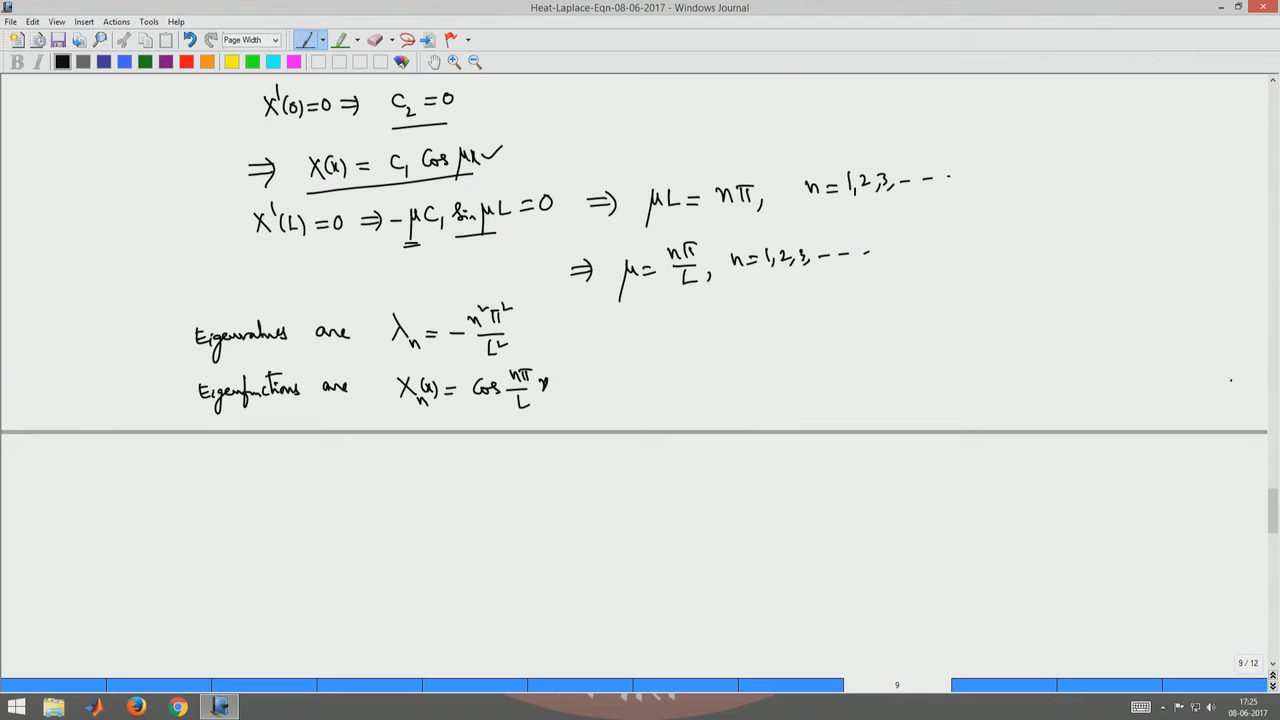 Heat-Laplace-Eqn-08-06-2017 - Windows Journal
File Edit View Insert Actions Tools Help
Page Width
B I
X'(0)=0 ⇒ C₂ = 0
⇒ X(x) = C₁ Cos μx ✓
X'(L)=0 ⇒ -μC₁ sin μL = 0 ⇒ μL = nπ, n=1,2,3,- - -
⇒ μ = nπ/L, n=1,2,3,- - -
Eigenvalues are λₙ = - n²π²/L²
Eigenfunctions are Xₙ(x) = Cos nπ/L x
9 / 12
9
17:25
08-06-2017